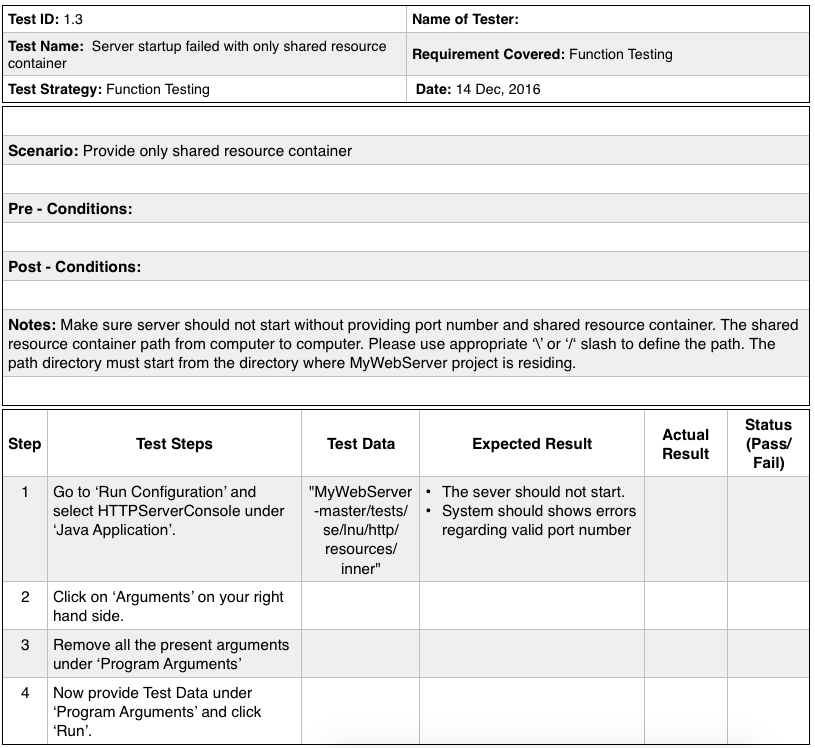 Test ID: 1.3
Name of Tester:
Test Name: Server startup failed with only shared resource
container
Requirement Covered: Function Testing
Test Strategy: Function Testing
Date: 14 Dec, 2016
Scenario: Provide only shared resource container
Pre - Conditions:
Post - Conditions:
Notes: Make sure server should not start without providing port number and shared resource container. The shared
resource container path from computer to computer. Please use appropriate ‘\’ or ‘/‘ slash to define the path. The
path directory must start from the directory where MyWebServer project is residing.
Step
Test Steps
Test Data
Expected Result
Actual
Result
Status
(Pass/
Fail)
1
Go to ‘Run Configuration’ and
select HTTPServerConsole under
‘Java Application’.
"MyWebServer
-master/tests/
se/lnu/http/
resources/
inner"
• The sever should not start.
• System should shows errors
regarding valid port number
2
Click on ‘Arguments’ on your right
hand side.
3
Remove all the present arguments
under ‘Program Arguments’
4
Now provide Test Data under
‘Program Arguments’ and click
‘Run’.